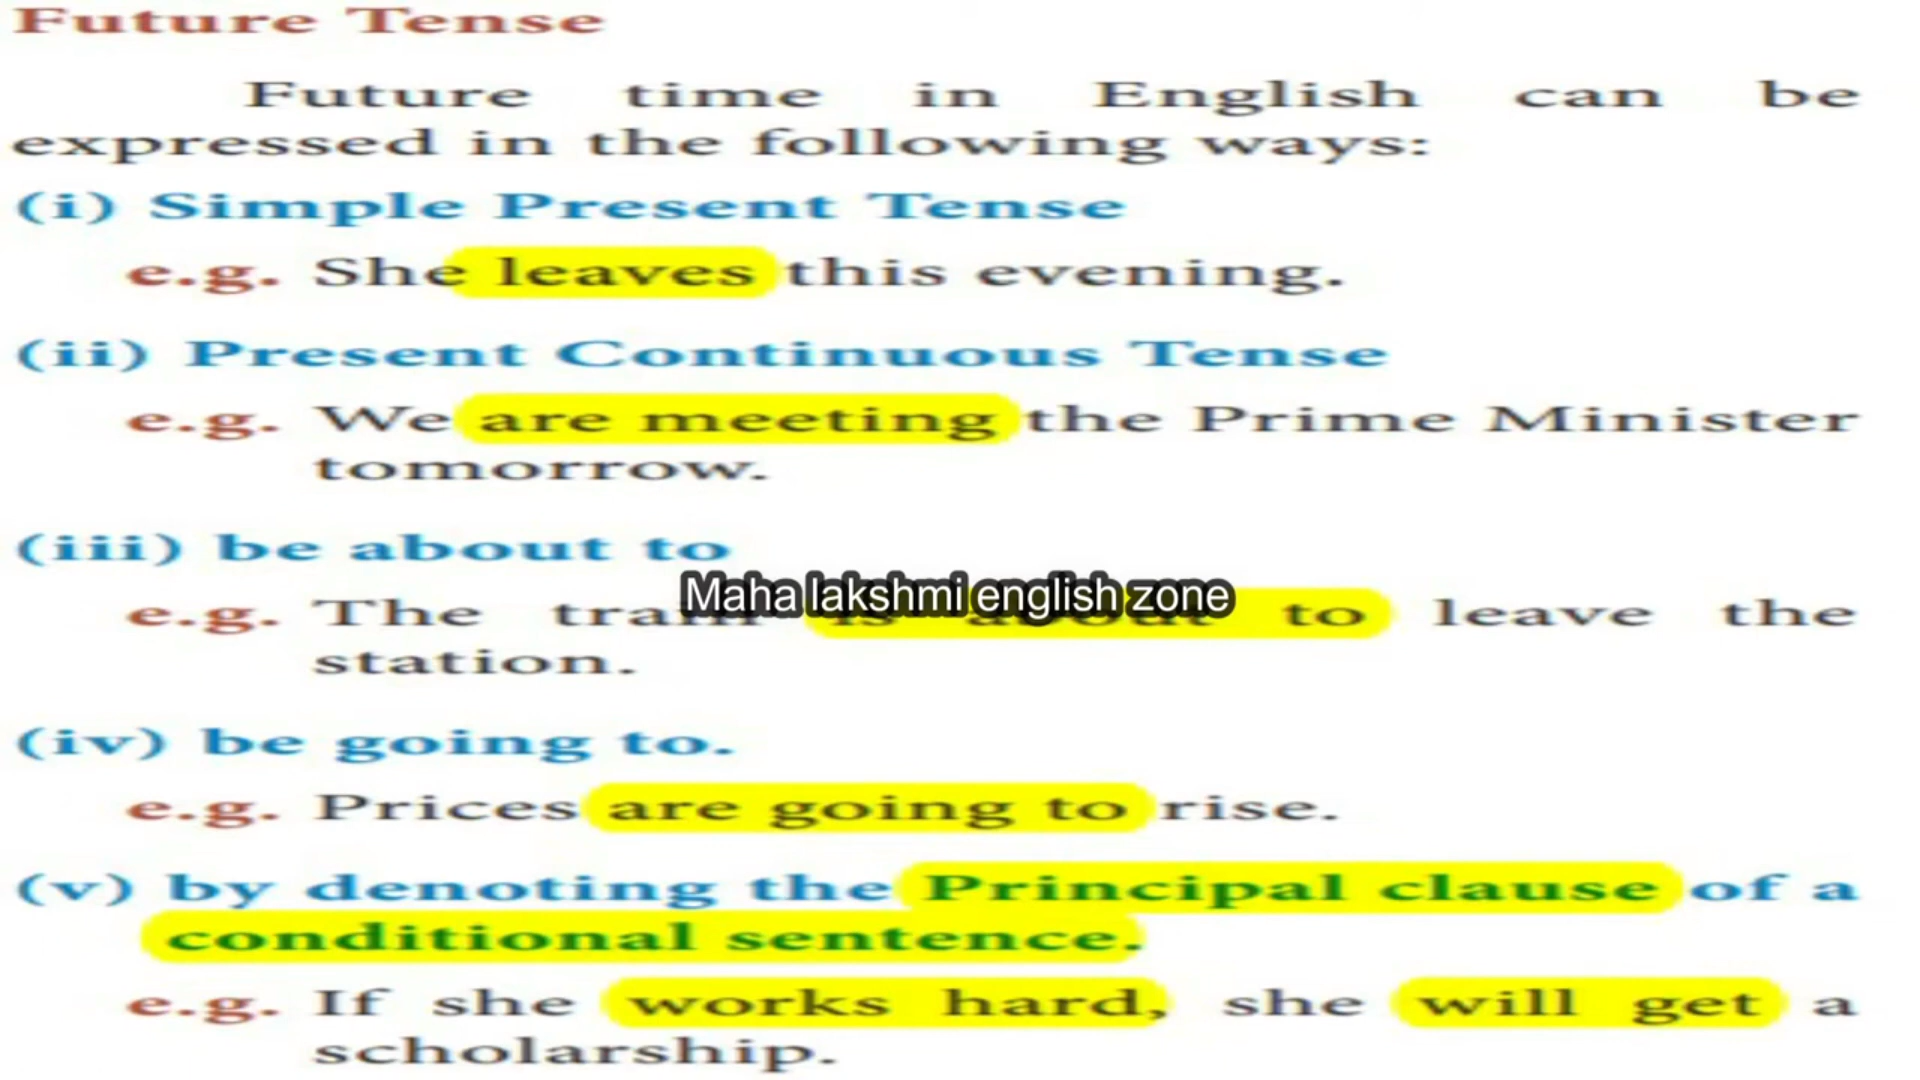 Future Tense
Future time in English can be
expressed in the following ways:
(i) Simple Present Tense
e.g. She leaves this evening.
(ii) Present Continuous Tense
e.g. We are meeting the Prime Minister
tomorrow.
(iii) be about to
Maha lakshmi english zone
e.g. The train is about to leave the
station.
(iv) be going to.
e.g. Prices are going to rise.
(v) by denoting the Principal clause of a
conditional sentence.
e.g. If she works hard, she will get a
scholarship.